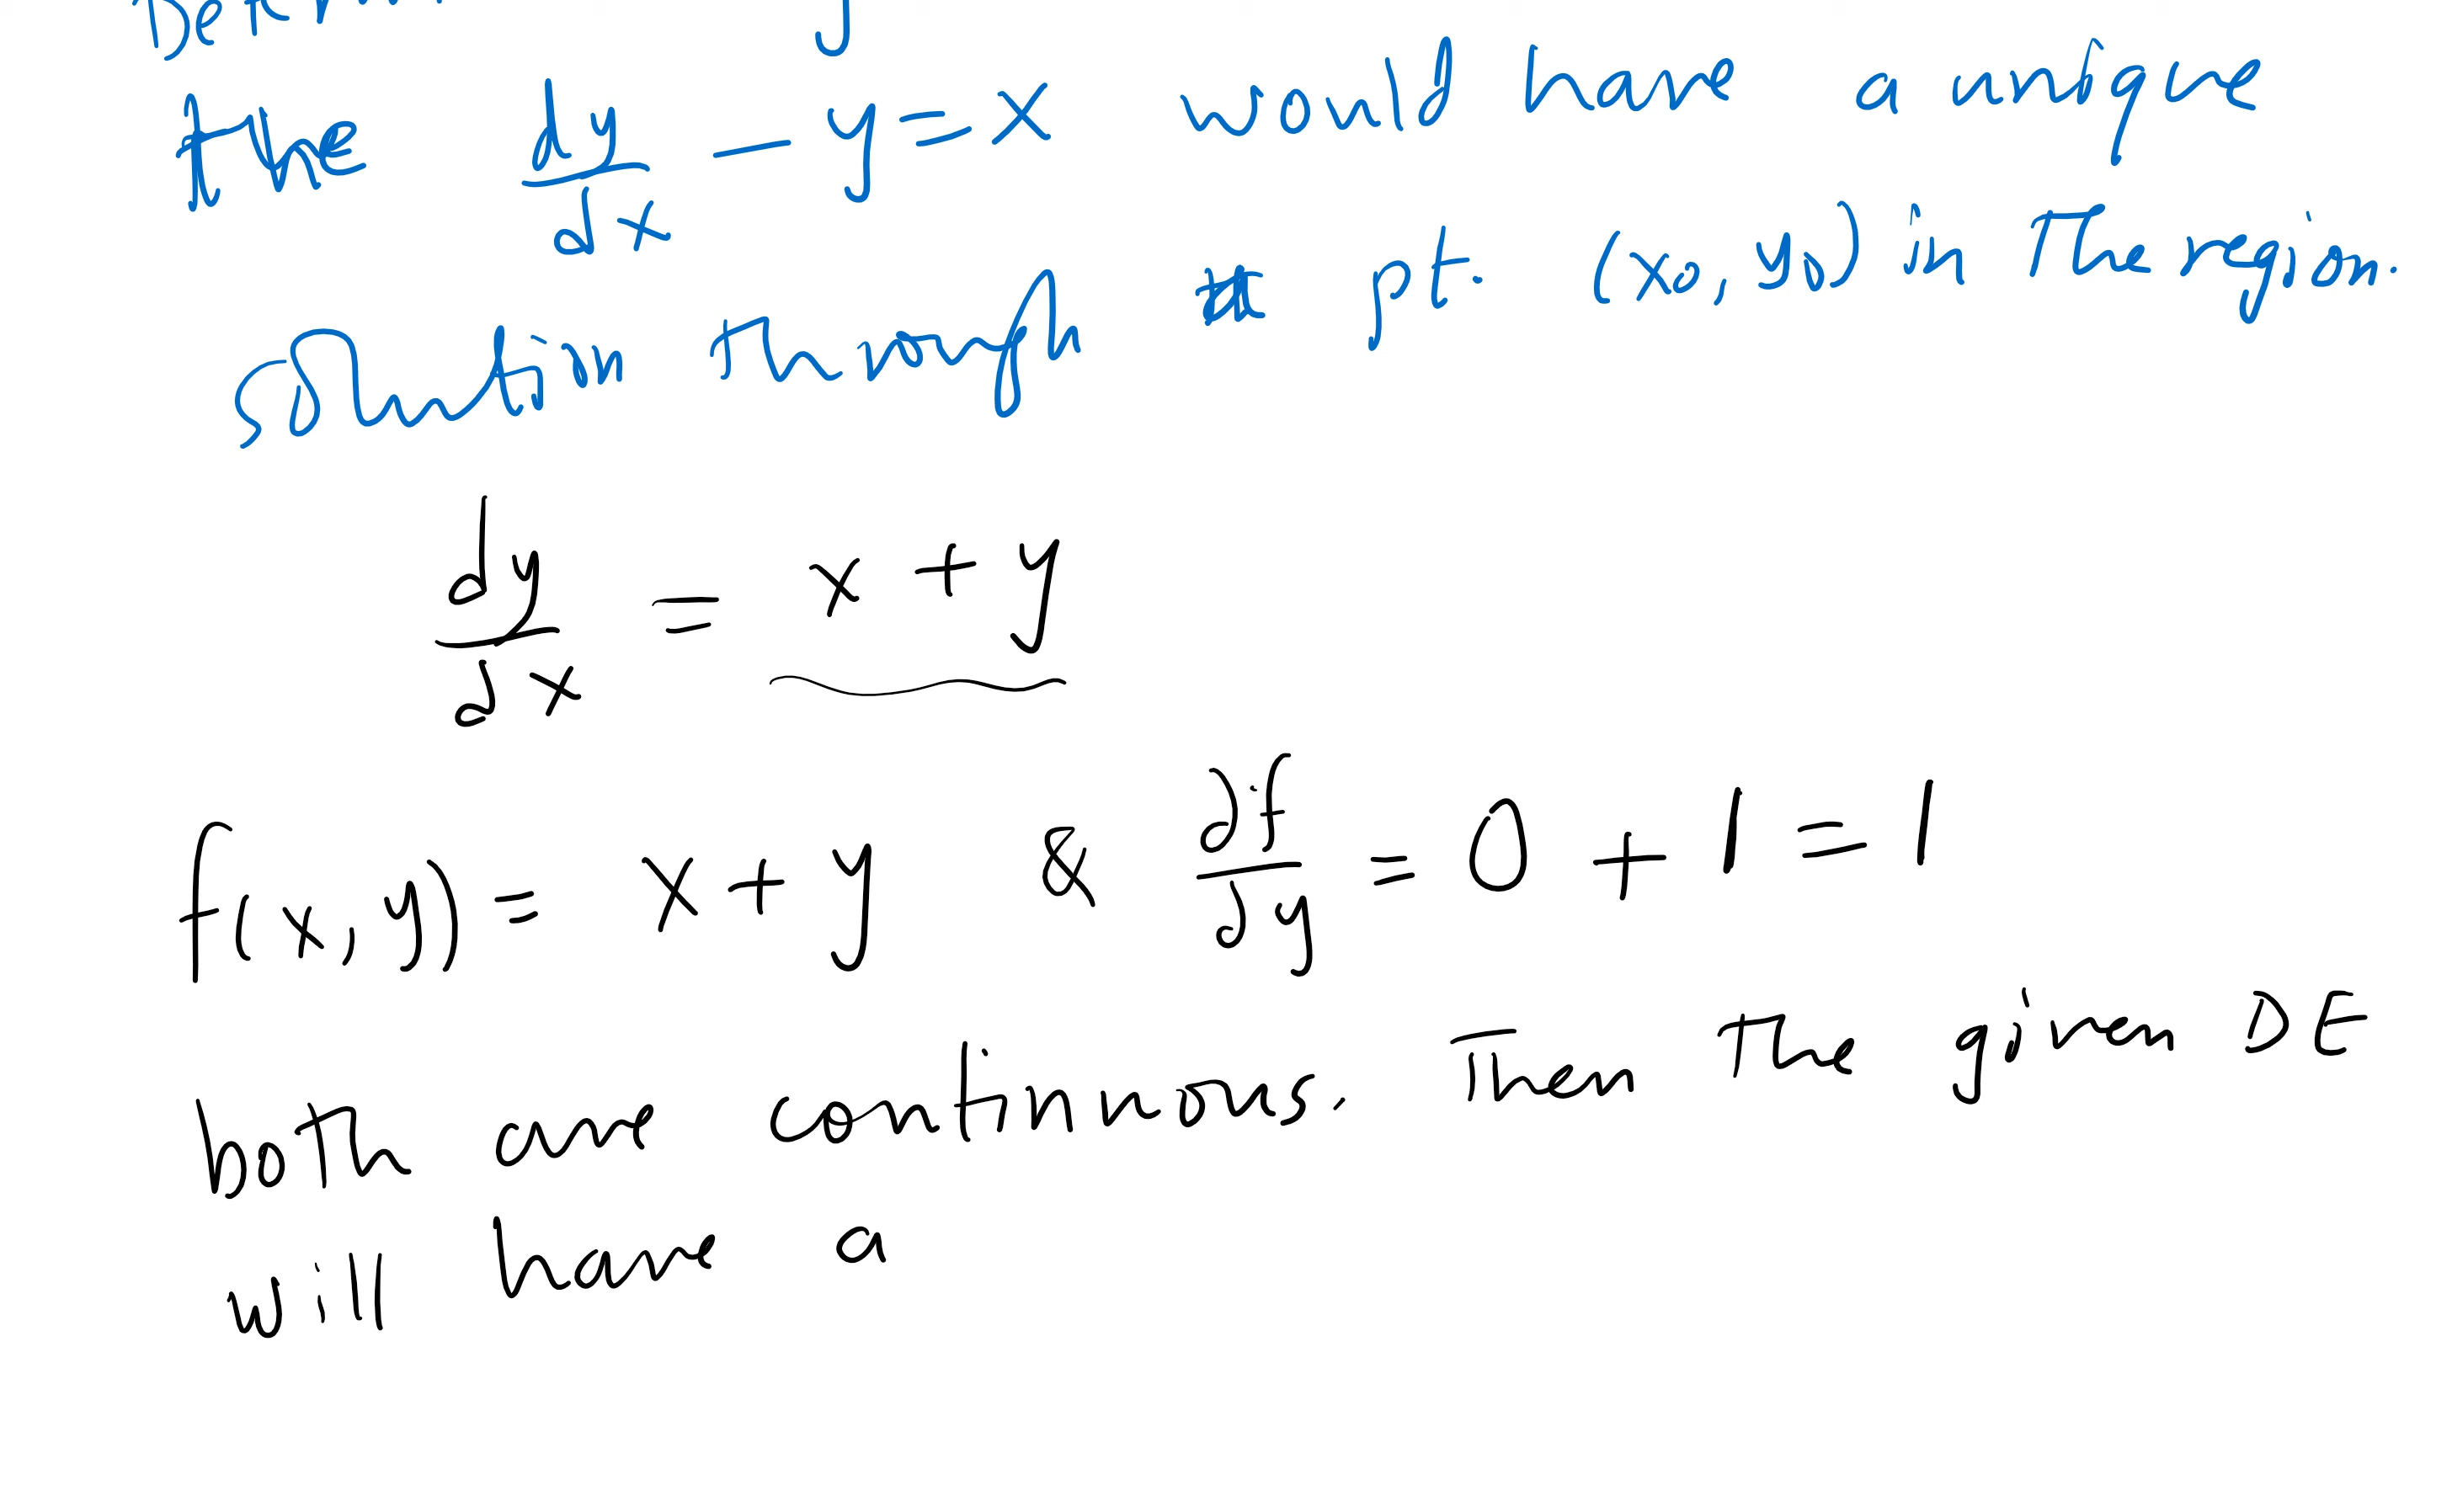 the dy/dx - y = x would have a unique
solution through a pt. (x₀, y₀) in the region.
dy/dx = x + y
f(x, y) = x + y & ∂f/∂y = 0 + 1 = 1
both are continuous. Then the given DE
will have a